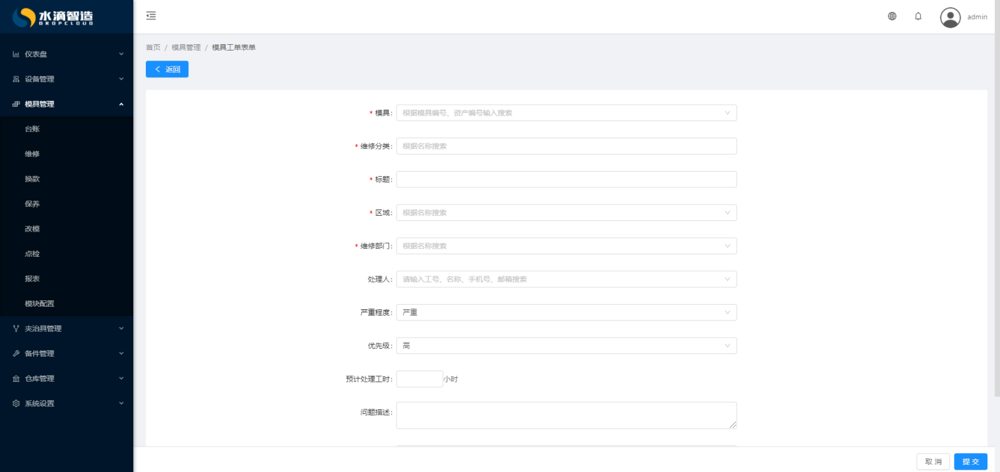 水滴智造
DROPCLOUD
admin
仪表盘
设备管理
模具管理
台账
维修
换款
保养
改模
点检
报表
模块配置
夹治具管理
备件管理
仓库管理
系统设置
首页 / 模具管理 / 模具工单表单
返回
* 模具: 根据模具编号、资产编号输入搜索
* 维修分类: 根据名称搜索
* 标题:
* 区域: 根据名称搜索
* 维修部门: 根据名称搜索
处理人: 请输入工号、名称、手机号、邮箱搜索
严重程度: 严重
优先级: 高
预计处理工时: 小时
问题描述:
取 消 提 交